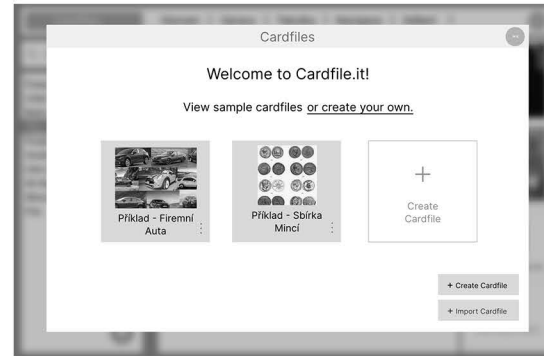 Cardfiles
Welcome to Cardfile.it!
View sample cardfiles or create your own.
Příklad - Firemní
Auta
Příklad - Sbírka
Mincí
+
Create
Cardfile
+ Create Cardfile
+ Import Cardfile